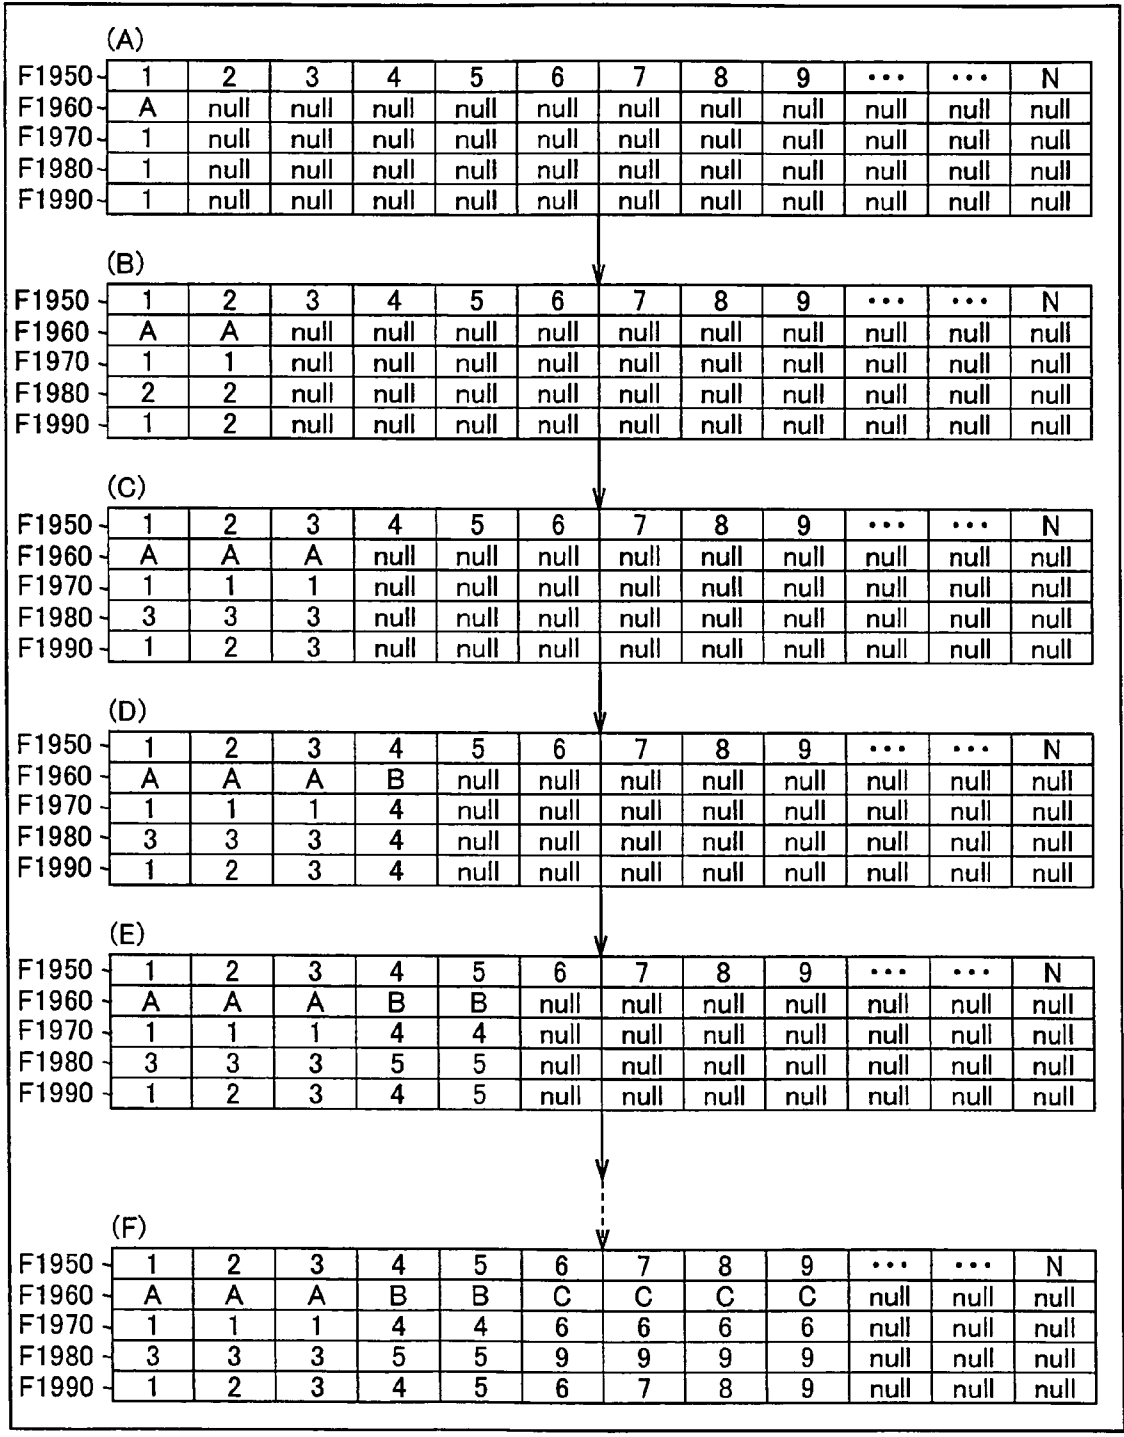 (A)
F1950 1 2 3 4 5 6 7 8 9 ••• ••• N
F1960 A null null null null null null null null null null null
F1970 1 null null null null null null null null null null null
F1980 1 null null null null null null null null null null null
F1990 1 null null null null null null null null null null null
(B)
F1950 1 2 3 4 5 6 7 8 9 ••• ••• N
F1960 A A null null null null null null null null null null
F1970 1 1 null null null null null null null null null null
F1980 2 2 null null null null null null null null null null
F1990 1 2 null null null null null null null null null null
(C)
F1950 1 2 3 4 5 6 7 8 9 ••• ••• N
F1960 A A A null null null null null null null null null
F1970 1 1 1 null null null null null null null null null
F1980 3 3 3 null null null null null null null null null
F1990 1 2 3 null null null null null null null null null
(D)
F1950 1 2 3 4 5 6 7 8 9 ••• ••• N
F1960 A A A B null null null null null null null null
F1970 1 1 1 4 null null null null null null null null
F1980 3 3 3 4 null null null null null null null null
F1990 1 2 3 4 null null null null null null null null
(E)
F1950 1 2 3 4 5 6 7 8 9 ••• ••• N
F1960 A A A B B null null null null null null null
F1970 1 1 1 4 4 null null null null null null null
F1980 3 3 3 5 5 null null null null null null null
F1990 1 2 3 4 5 null null null null null null null
(F)
F1950 1 2 3 4 5 6 7 8 9 ••• ••• N
F1960 A A A B B C C C C null null null
F1970 1 1 1 4 4 6 6 6 6 null null null
F1980 3 3 3 5 5 9 9 9 9 null null null
F1990 1 2 3 4 5 6 7 8 9 null null null